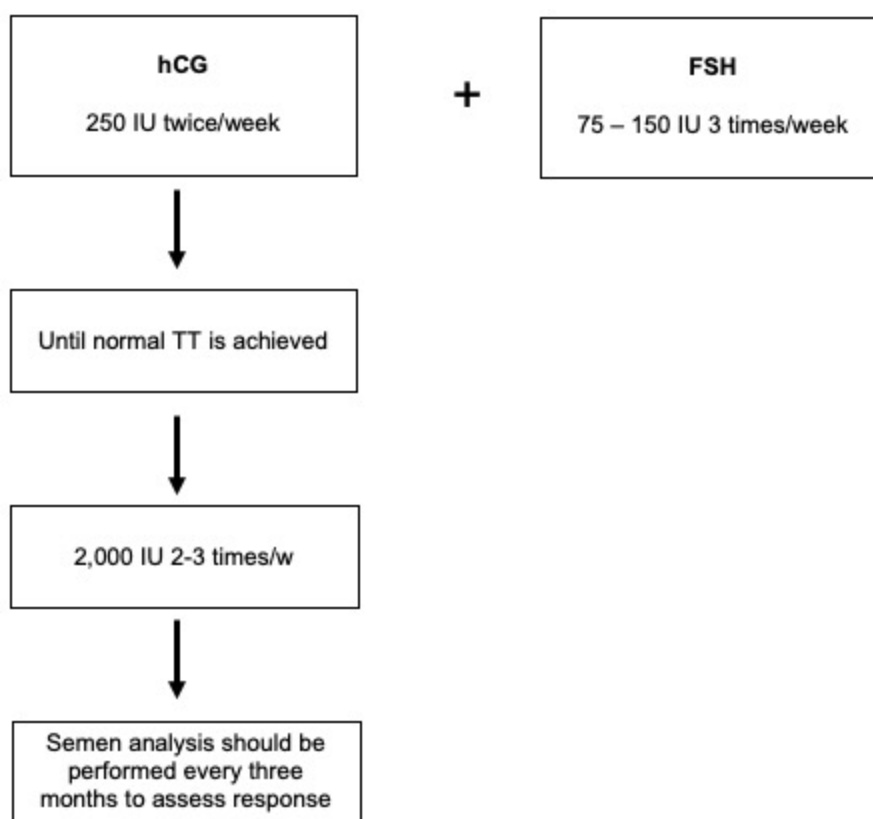 hCG
250 IU twice/week
+
FSH
75 – 150 IU 3 times/week
Until normal TT is achieved
2,000 IU 2-3 times/w
Semen analysis should be
performed every three
months to assess response